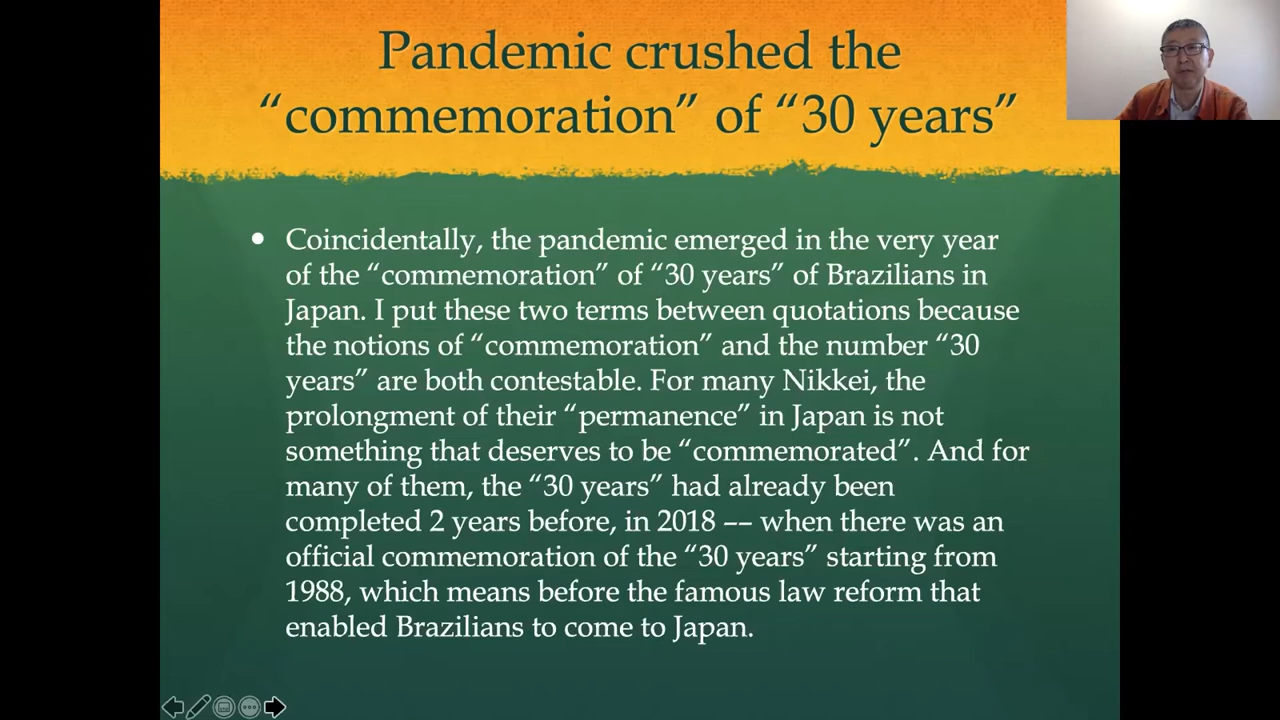 Pandemic crushed the
“commemoration” of “30 years”
• Coincidentally, the pandemic emerged in the very year
of the “commemoration” of “30 years” of Brazilians in
Japan. I put these two terms between quotations because
the notions of “commemoration” and the number “30
years” are both contestable. For many Nikkei, the
prolongment of their “permanence” in Japan is not
something that deserves to be “commemorated”. And for
many of them, the “30 years” had already been
completed 2 years before, in 2018 -- when there was an
official commemoration of the “30 years” starting from
1988, which means before the famous law reform that
enabled Brazilians to come to Japan.